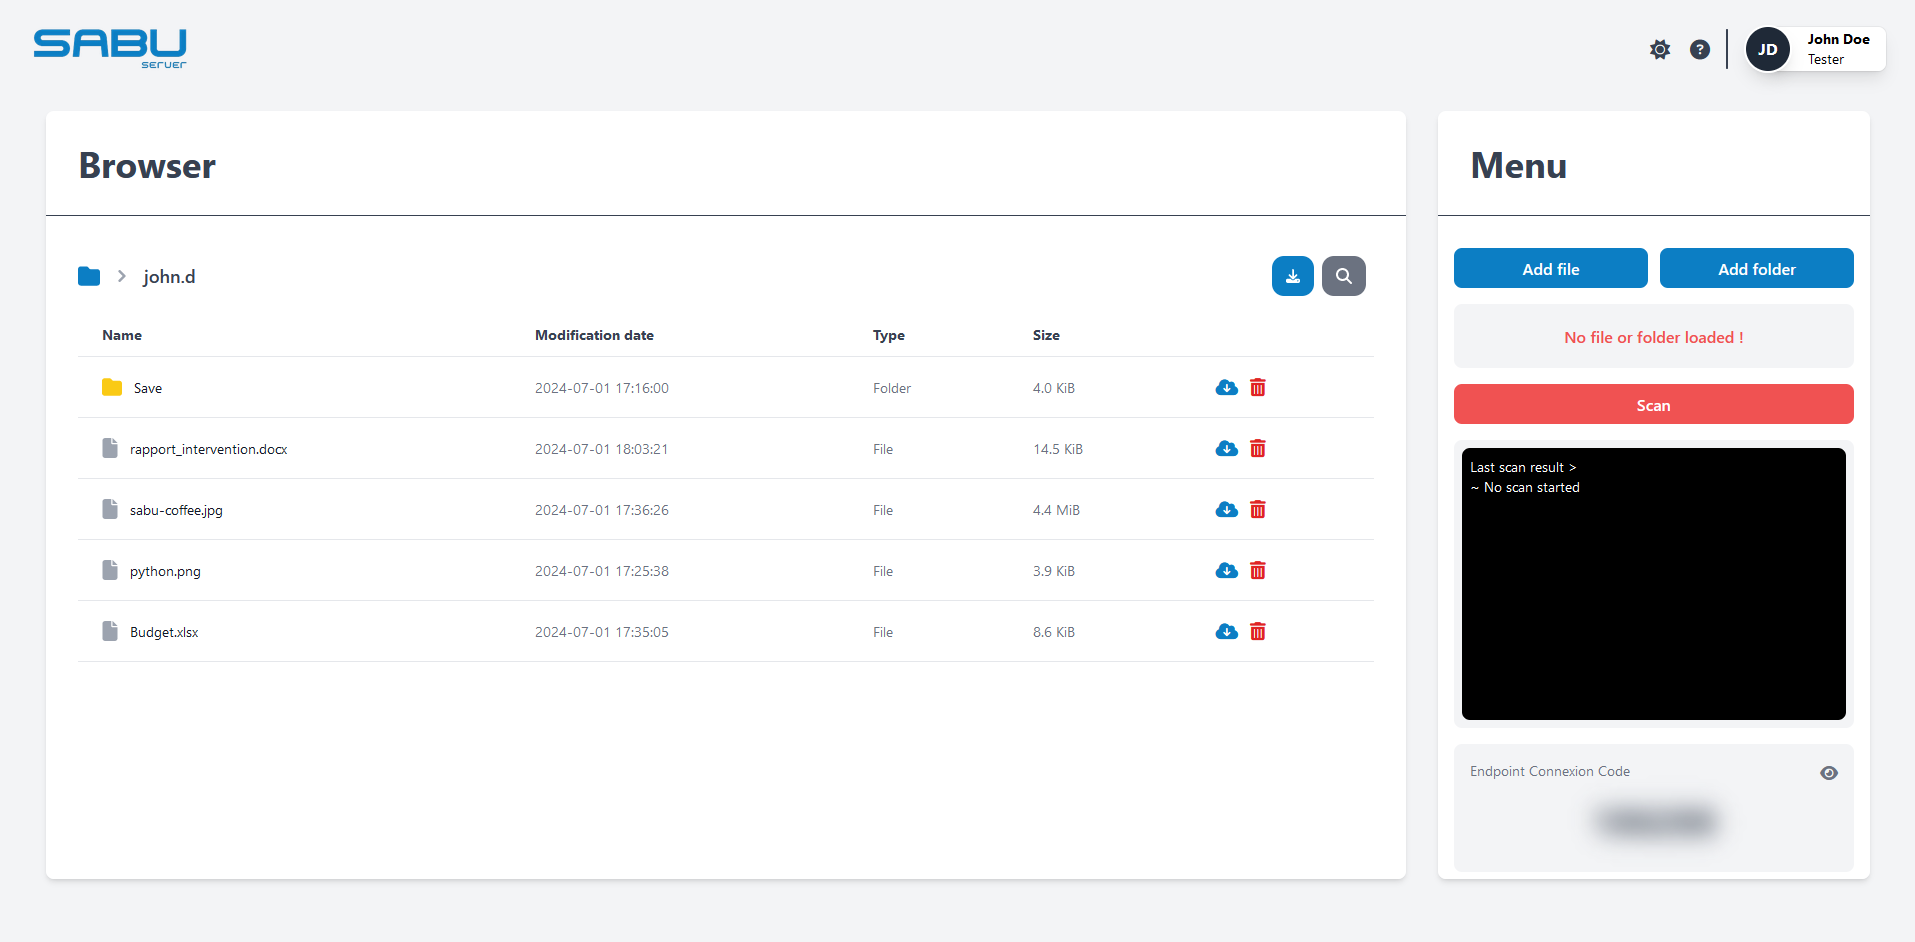 SABU
server
?
JD
John Doe
Tester
Browser
john.d
Name Modification date Type Size
Save 2024-07-01 17:16:00 Folder 4.0 KiB
rapport_intervention.docx 2024-07-01 18:03:21 File 14.5 KiB
sabu-coffee.jpg 2024-07-01 17:36:26 File 4.4 MiB
python.png 2024-07-01 17:25:38 File 3.9 KiB
Budget.xlsx 2024-07-01 17:35:05 File 8.6 KiB
Menu
Add file Add folder
No file or folder loaded !
Scan
Last scan result >
~ No scan started
Endpoint Connexion Code